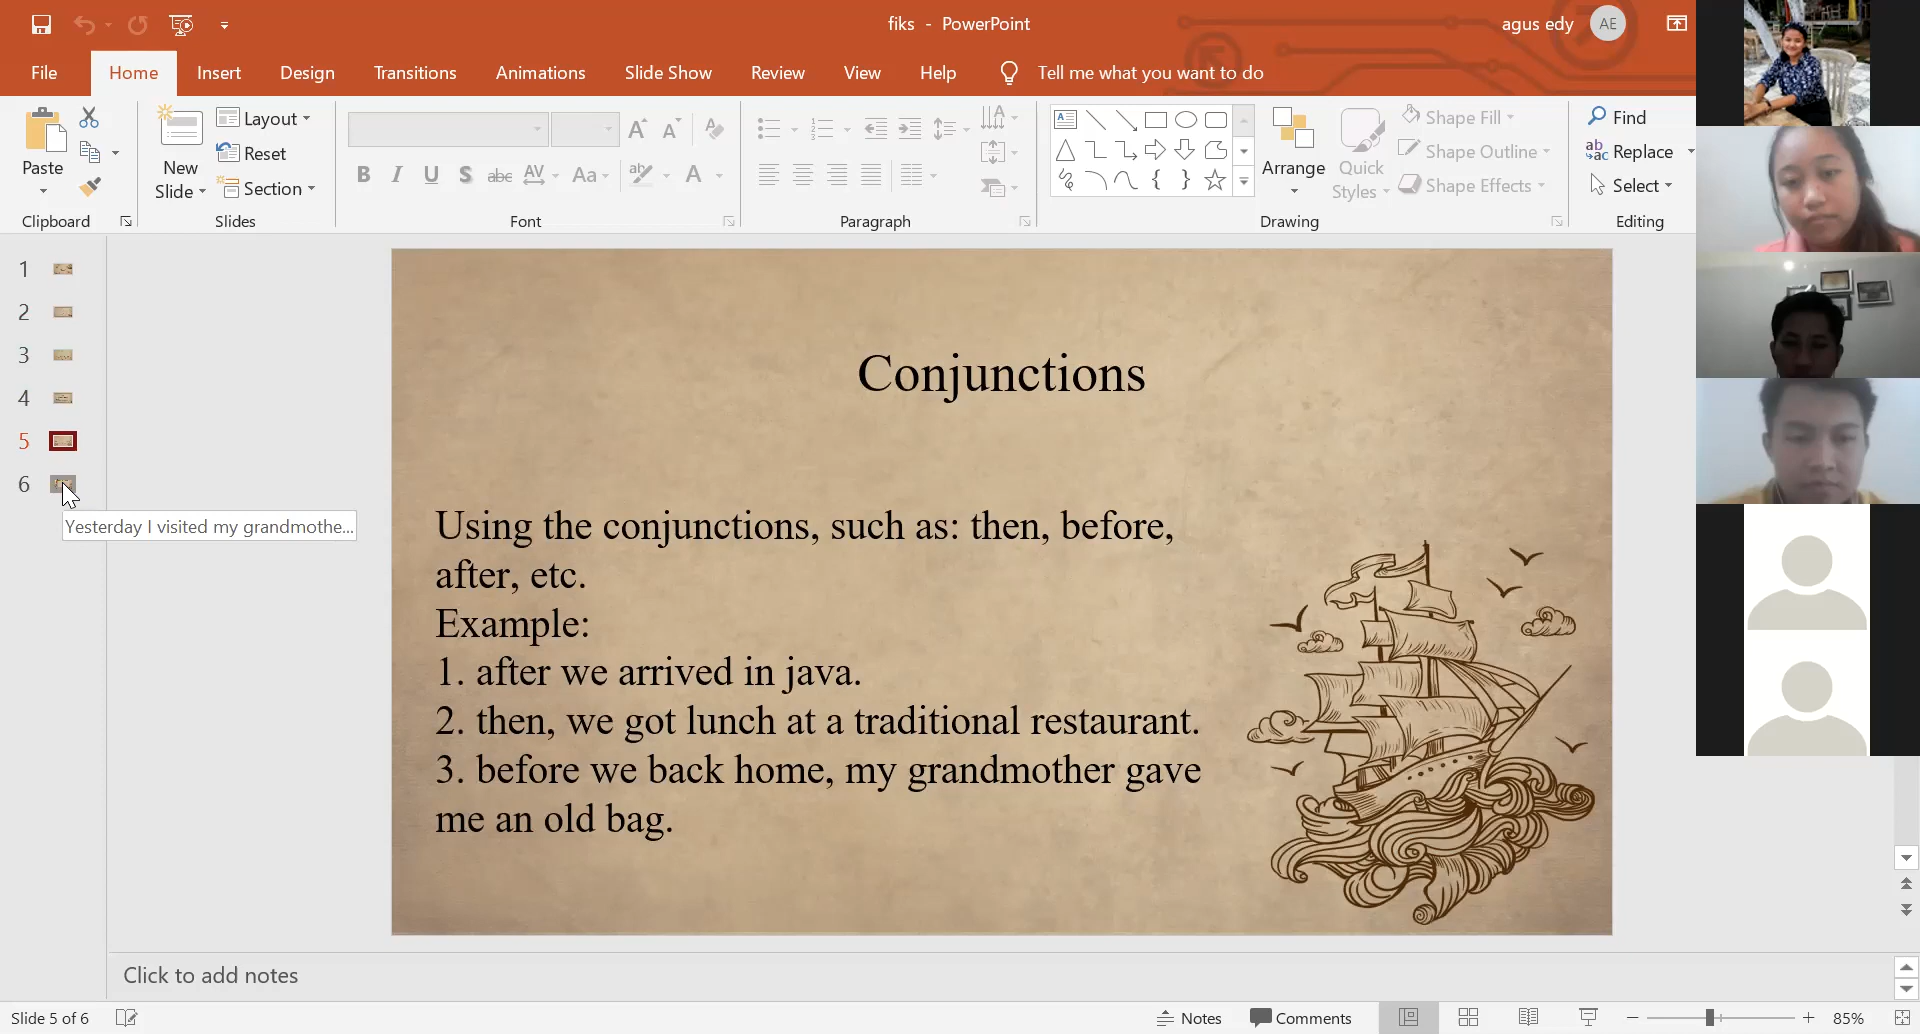 fiks - PowerPoint
agus edy AE
File Home Insert Design Transitions Animations Slide Show Review View Help Tell me what you want to do
Paste
New
Slide
Layout
Reset
Section
B I U S abc AV Aa A
A
Arrange
Quick
Styles
Shape Fill
Shape Outline
Shape Effects
Find
Replace
Select
Clipboard Slides Font Paragraph Drawing Editing
1
2
3
4
5
6
Yesterday I visited my grandmothe...
Conjunctions
Using the conjunctions, such as: then, before,
after, etc.
Example:
1. after we arrived in java.
2. then, we got lunch at a traditional restaurant.
3. before we back home, my grandmother gave
me an old bag.
Click to add notes
Slide 5 of 6 Notes Comments 85%